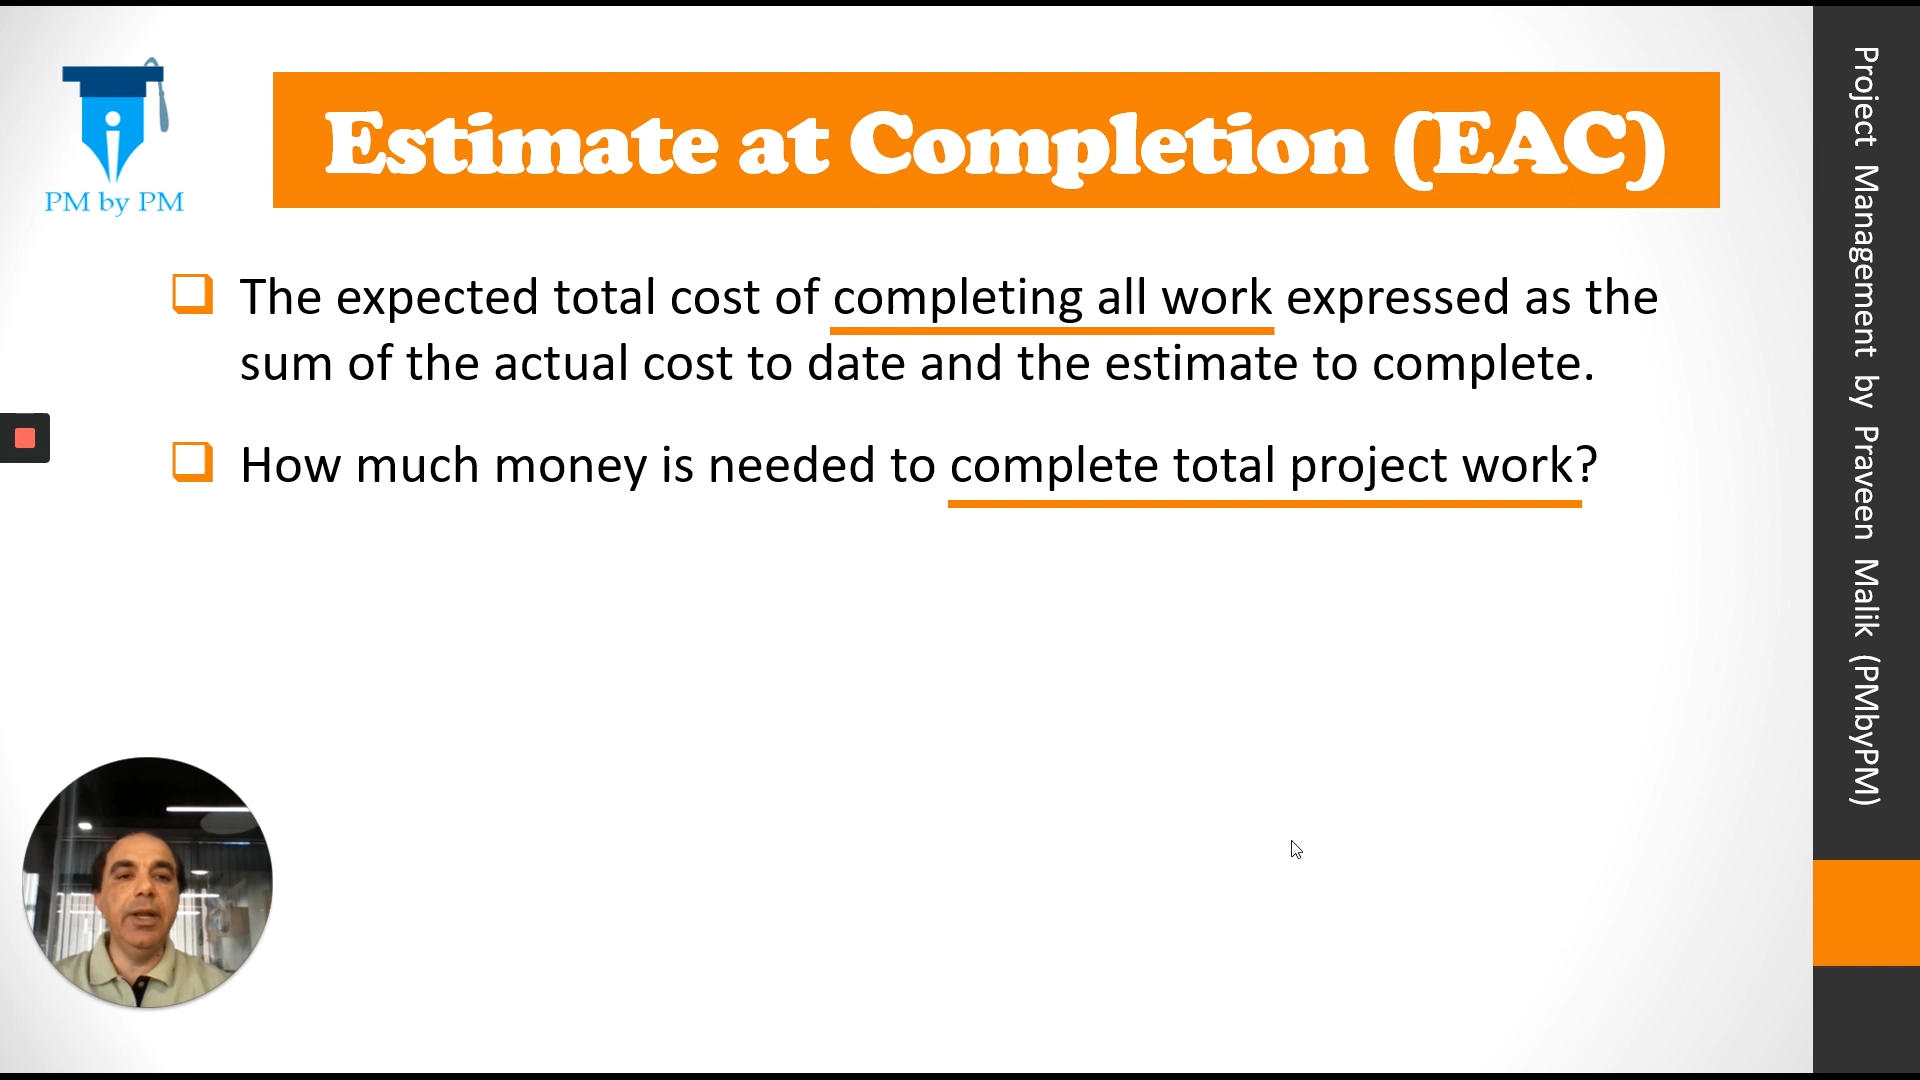 Estimate at Completion (EAC)
PM by PM
The expected total cost of completing all work expressed as the
sum of the actual cost to date and the estimate to complete.
How much money is needed to complete total project work?
Project Management by Praveen Malik (PMbyPM)